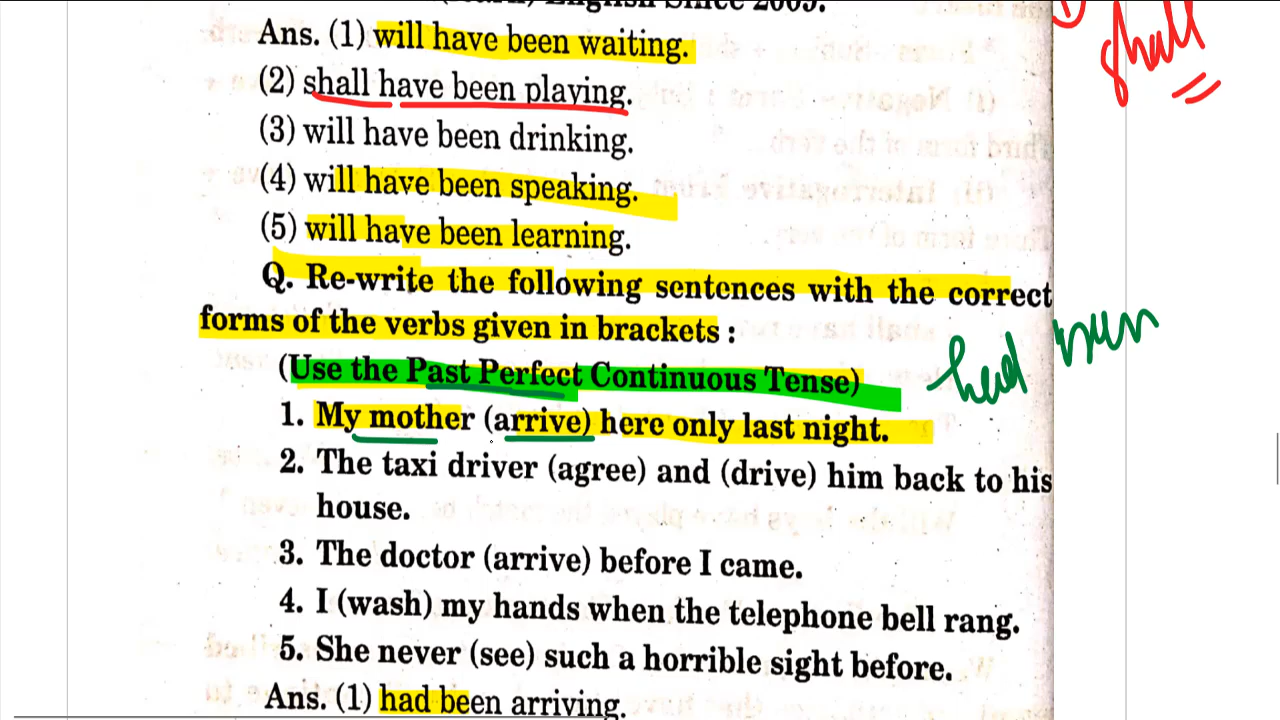 English Since 2005.
Ans. (1) will have been waiting.
shall
(2) shall have been playing.
(3) will have been drinking.
(4) will have been speaking.
(5) will have been learning.
Q. Re-write the following sentences with the correct
forms of the verbs given in brackets :
(Use the Past Perfect Continuous Tense)
had
1. My mother (arrive) here only last night.
2. The taxi driver (agree) and (drive) him back to his
house.
3. The doctor (arrive) before I came.
4. I (wash) my hands when the telephone bell rang.
5. She never (see) such a horrible sight before.
Ans. (1) had been arriving.